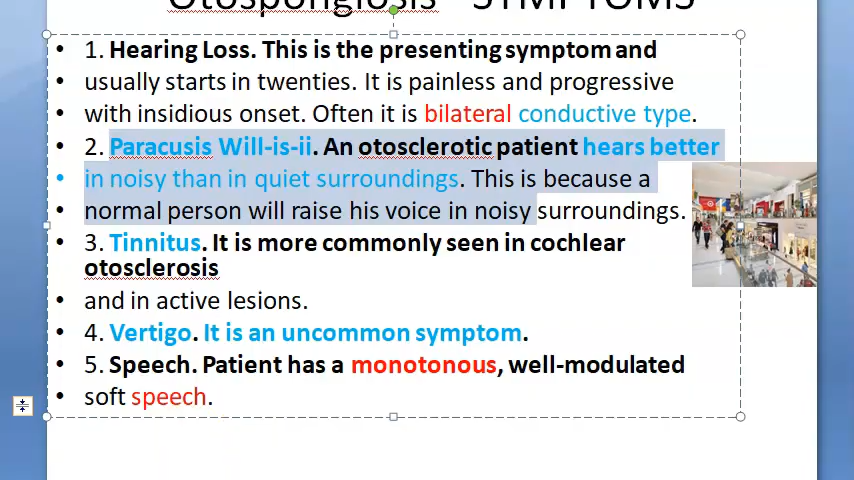 Otospongiosis - SYMPTOMS
• 1. Hearing Loss. This is the presenting symptom and
• usually starts in twenties. It is painless and progressive
• with insidious onset. Often it is bilateral conductive type.
• 2. Paracusis Will-is-ii. An otosclerotic patient hears better
• in noisy than in quiet surroundings. This is because a
• normal person will raise his voice in noisy surroundings.
• 3. Tinnitus. It is more commonly seen in cochlear
otosclerosis
• and in active lesions.
• 4. Vertigo. It is an uncommon symptom.
• 5. Speech. Patient has a monotonous, well-modulated
• soft speech.